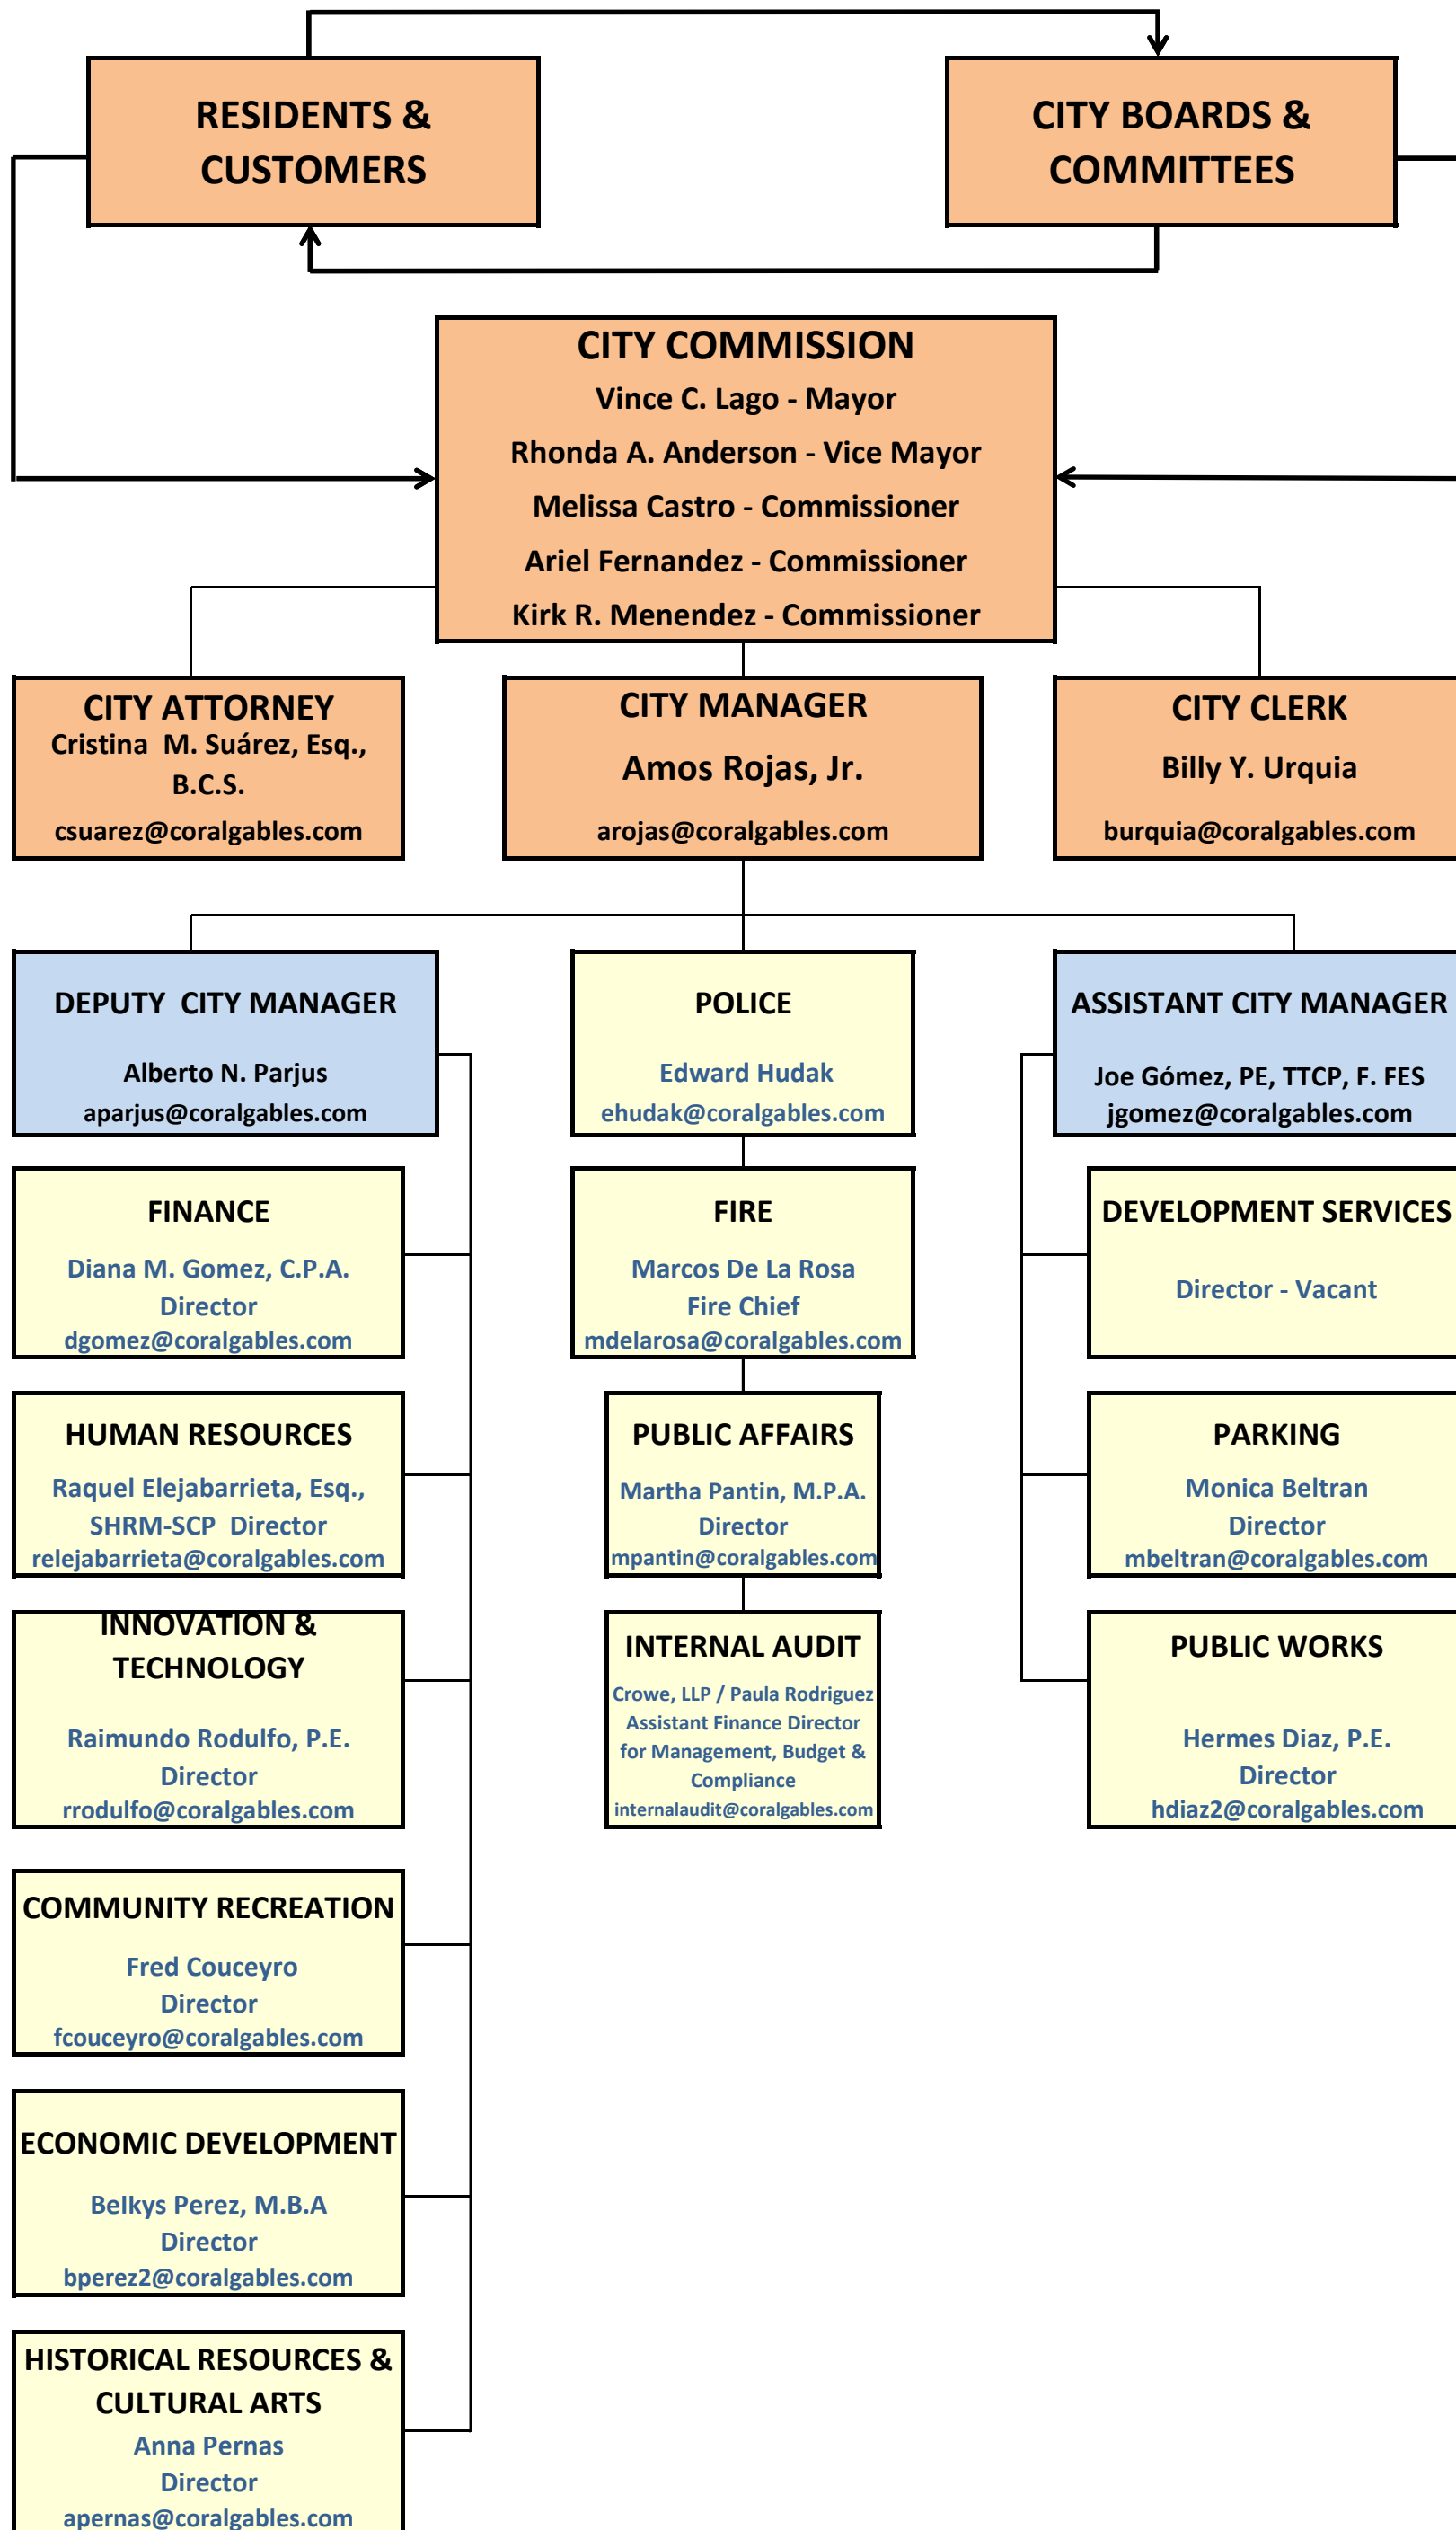 RESIDENTS &
CUSTOMERS
CITY BOARDS &
COMMITTEES
CITY COMMISSION
Vince C. Lago - Mayor
Rhonda A. Anderson - Vice Mayor
Melissa Castro - Commissioner
Ariel Fernandez - Commissioner
Kirk R. Menendez - Commissioner
CITY ATTORNEY
Cristina M. Suárez, Esq.,
B.C.S.
csuarez@coralgables.com
CITY MANAGER
Amos Rojas, Jr.
arojas@coralgables.com
CITY CLERK
Billy Y. Urquia
burquia@coralgables.com
DEPUTY CITY MANAGER
Alberto N. Parjus
aparjus@coralgables.com
POLICE
Edward Hudak
ehudak@coralgables.com
ASSISTANT CITY MANAGER
Joe Gómez, PE, TTCP, F. FES
jgomez@coralgables.com
FINANCE
Diana M. Gomez, C.P.A.
Director
dgomez@coralgables.com
FIRE
Marcos De La Rosa
Fire Chief
mdelarosa@coralgables.com
DEVELOPMENT SERVICES
Director - Vacant
HUMAN RESOURCES
Raquel Elejabarrieta, Esq.,
SHRM-SCP Director
relejabarrieta@coralgables.com
PUBLIC AFFAIRS
Martha Pantin, M.P.A.
Director
mpantin@coralgables.com
PARKING
Monica Beltran
Director
mbeltran@coralgables.com
INNOVATION &
TECHNOLOGY
Raimundo Rodulfo, P.E.
Director
rrodulfo@coralgables.com
INTERNAL AUDIT
Crowe, LLP / Paula Rodriguez
Assistant Finance Director
for Management, Budget &
Compliance
internalaudit@coralgables.com
PUBLIC WORKS
Hermes Diaz, P.E.
Director
hdiaz2@coralgables.com
COMMUNITY RECREATION
Fred Couceyro
Director
fcouceyro@coralgables.com
ECONOMIC DEVELOPMENT
Belkys Perez, M.B.A
Director
bperez2@coralgables.com
HISTORICAL RESOURCES &
CULTURAL ARTS
Anna Pernas
Director
apernas@coralgables.com